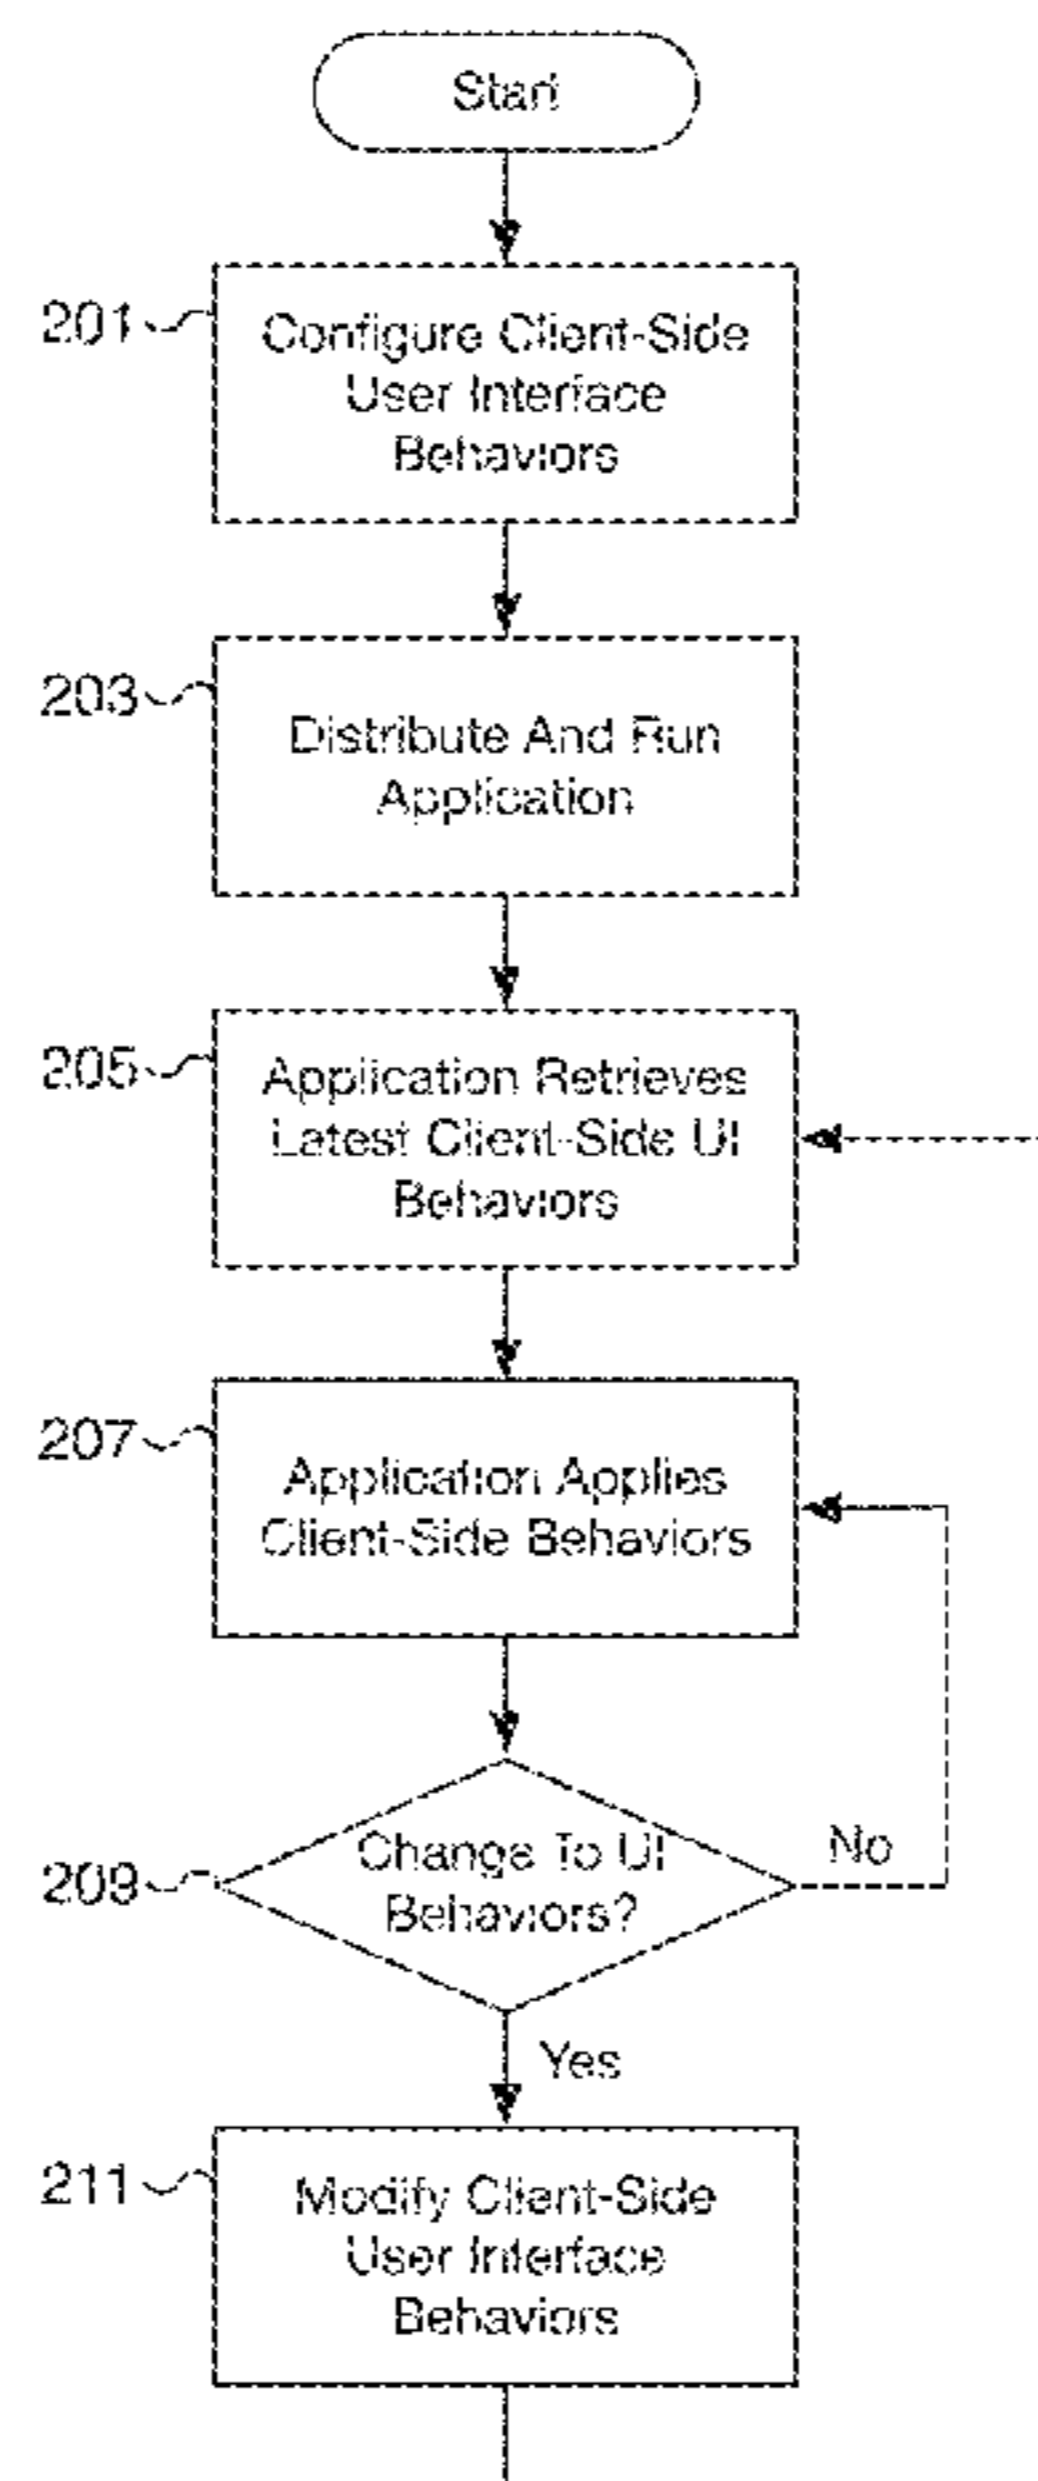 Start
201
Configure Client-Side
User Interface
Behaviors
203
Distribute And Run
Application
205
Application Retrieves
Latest Client-Side UI
Behaviors
207
Application Applies
Client-Side Behaviors
209
Change To UI
Behaviors?
No
Yes
211
Modify Client-Side
User Interface
Behaviors